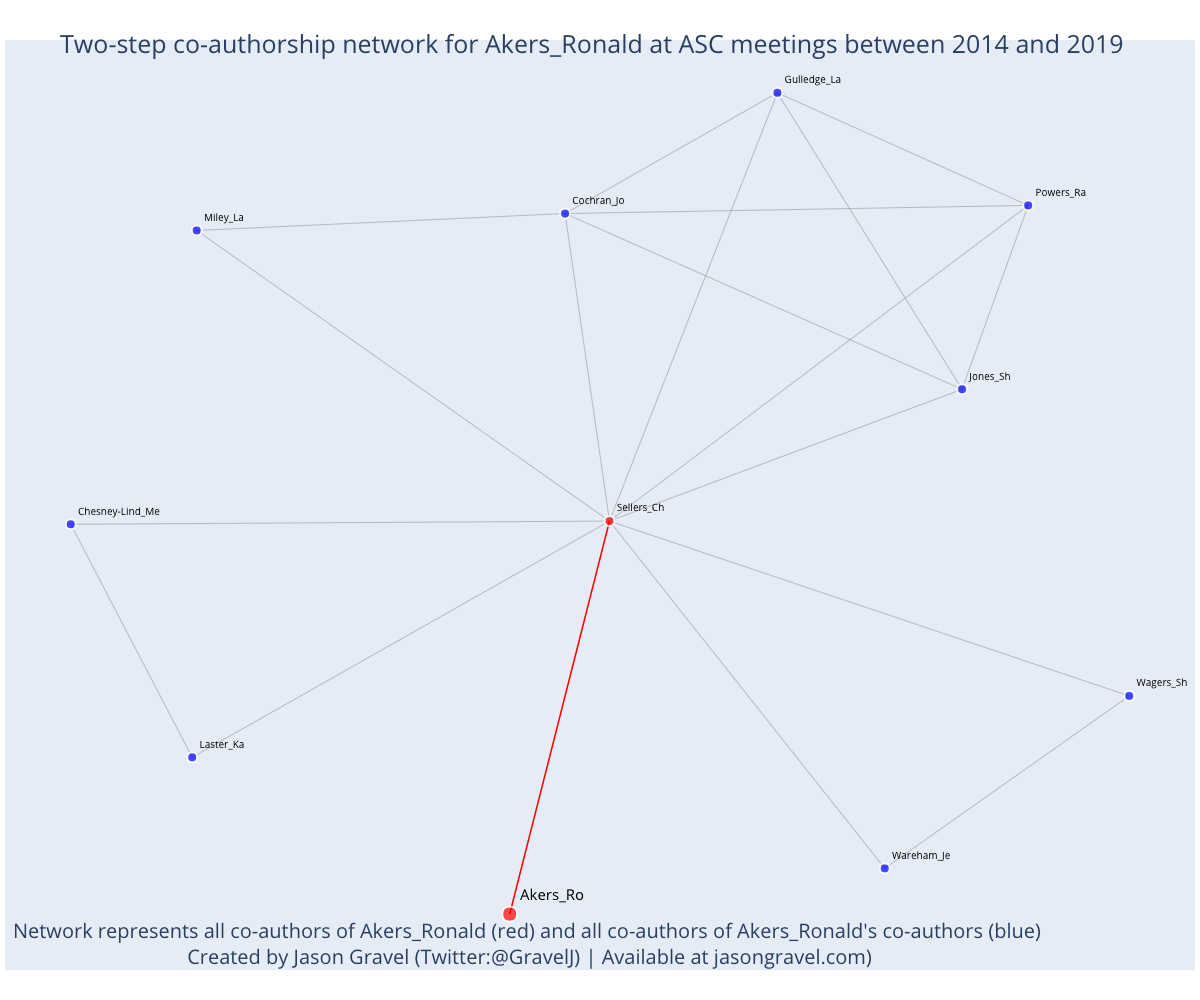 Two-step co-authorship network for Akers_Ronald at ASC meetings between 2014 and 2019
Gulledge_La
Powers_Ra
Cochran_Jo
Miley_La
Jones_Sh
Sellers_Ch
Chesney-Lind_Me
Wagers_Sh
Laster_Ka
Wareham_Je
Akers_Ro
Network represents all co-authors of Akers_Ronald (red) and all co-authors of Akers_Ronald's co-authors (blue)
Created by Jason Gravel (Twitter:@GravelJ) | Available at jasongravel.com)